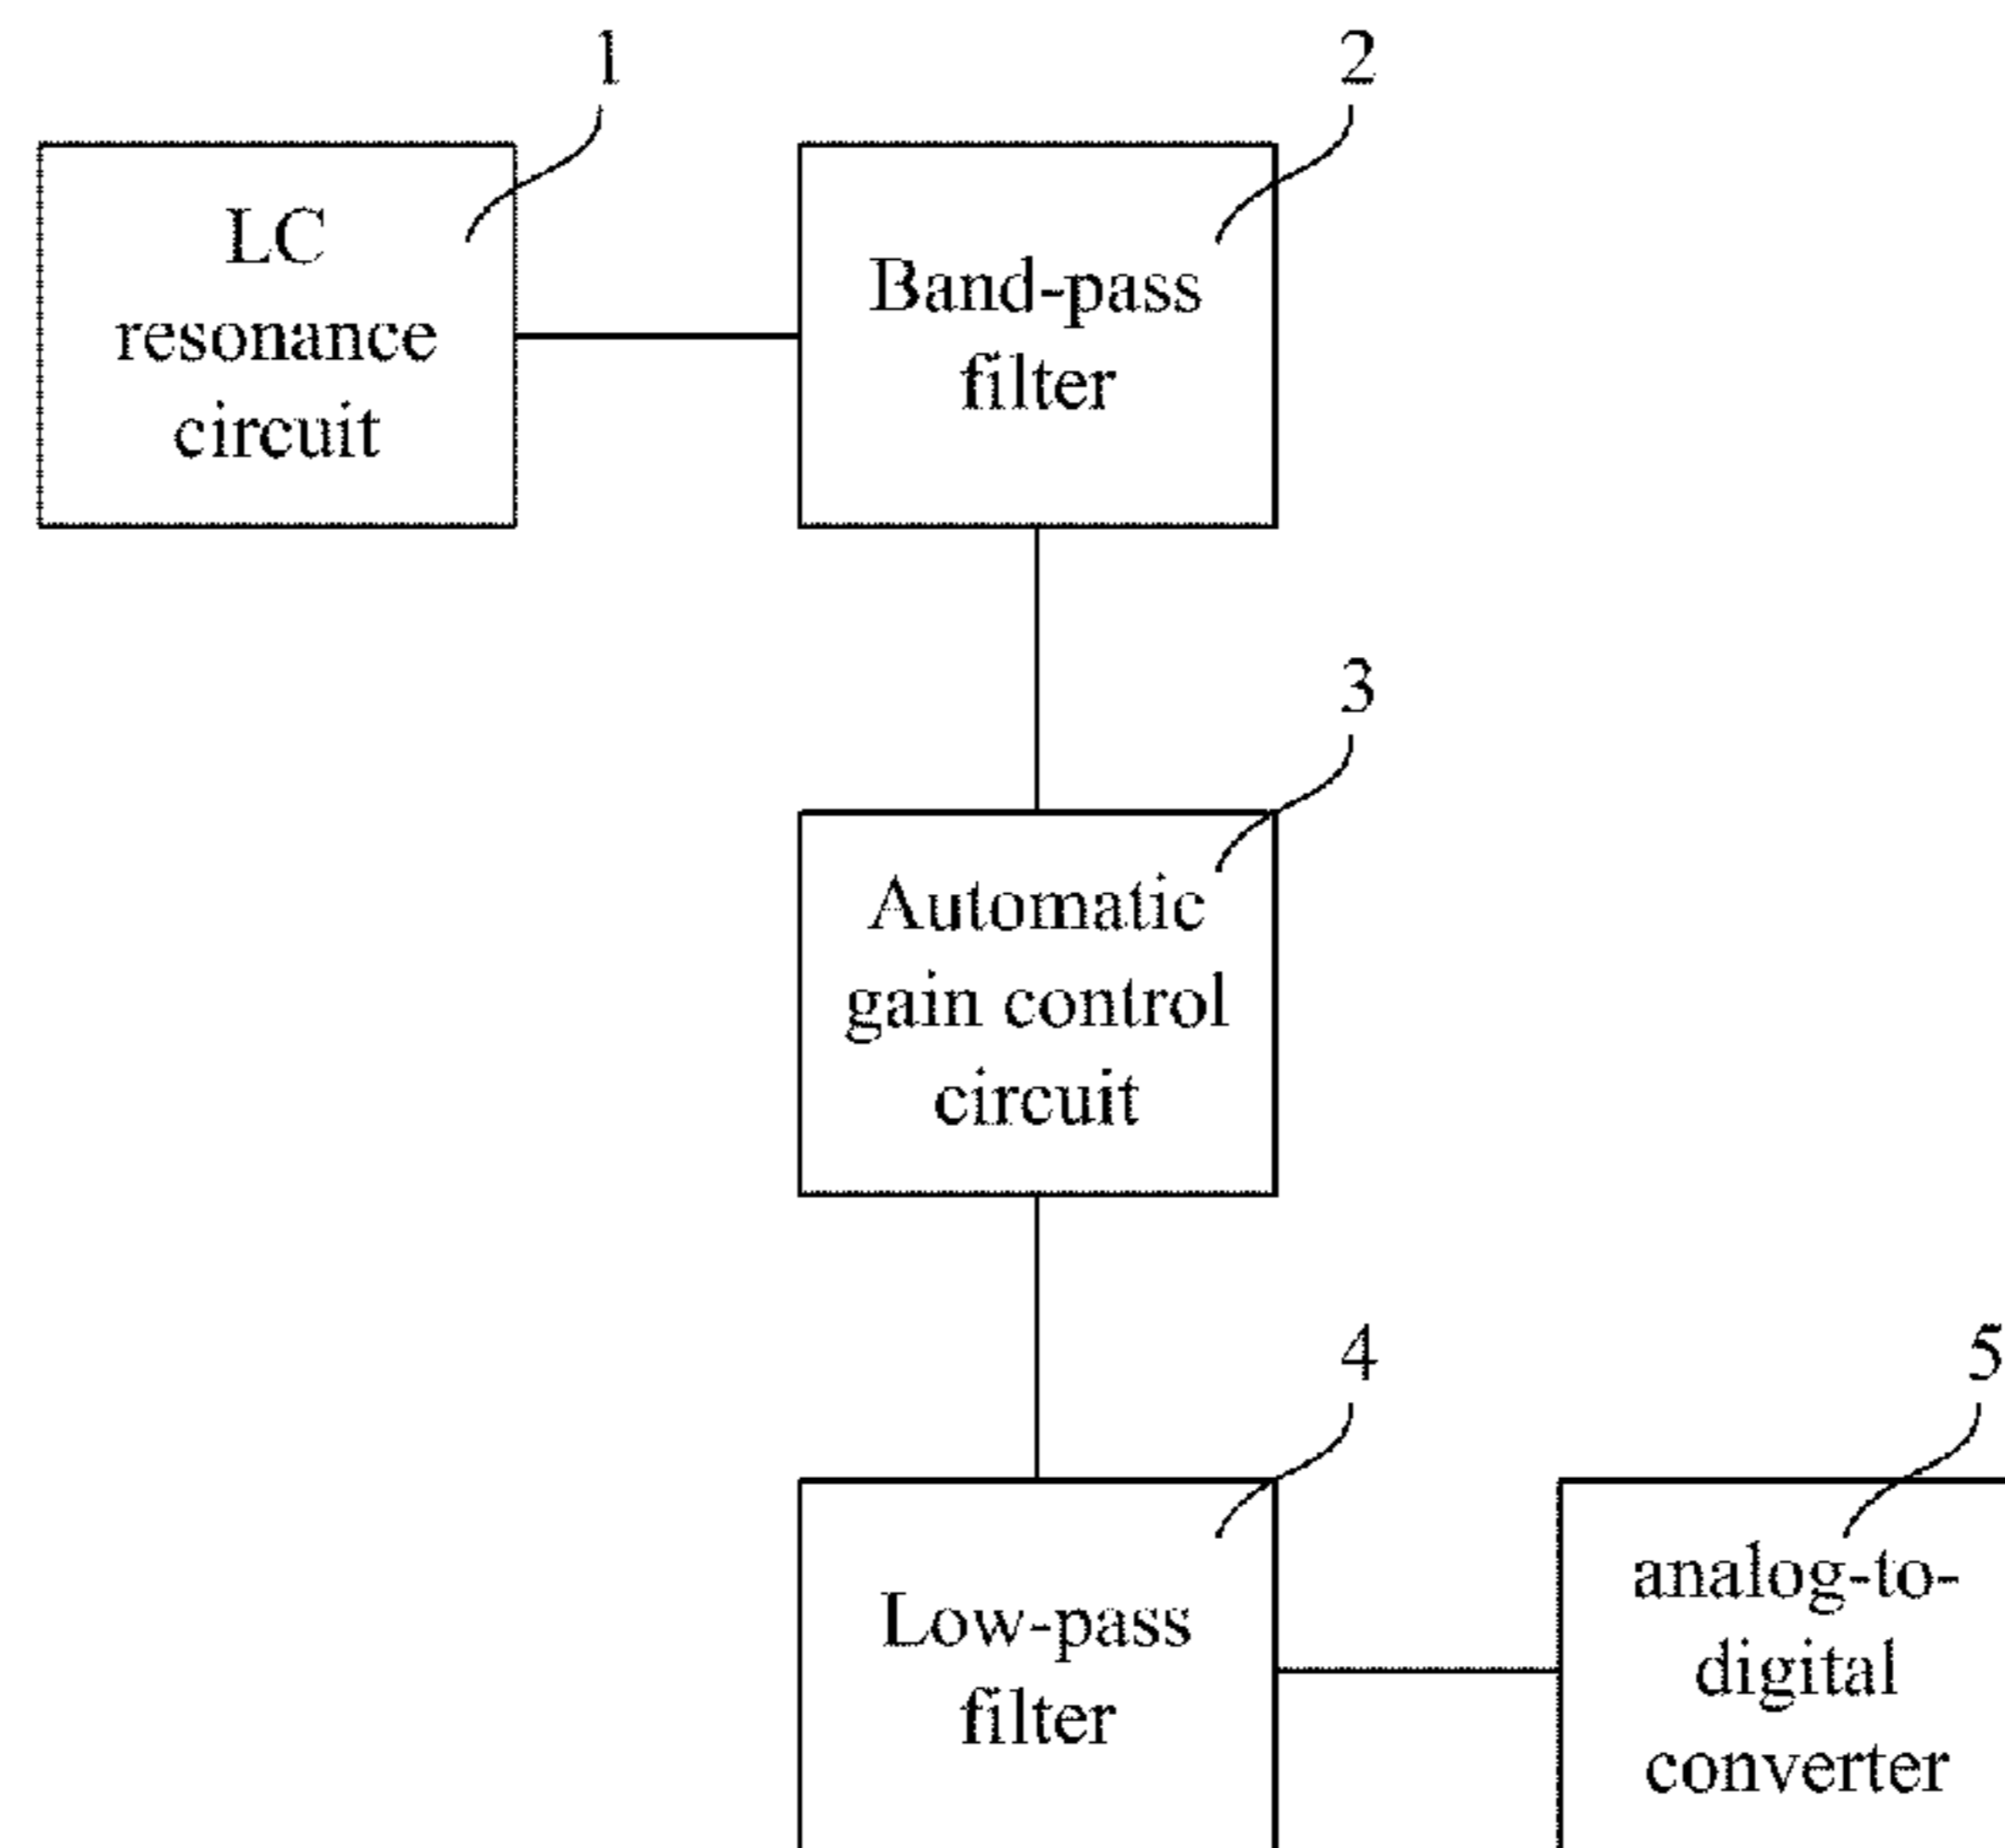 1
LC
resonance
circuit
2
Band-pass
filter
3
Automatic
gain control
circuit
4
Low-pass
filter
5
analog-to-
digital
converter